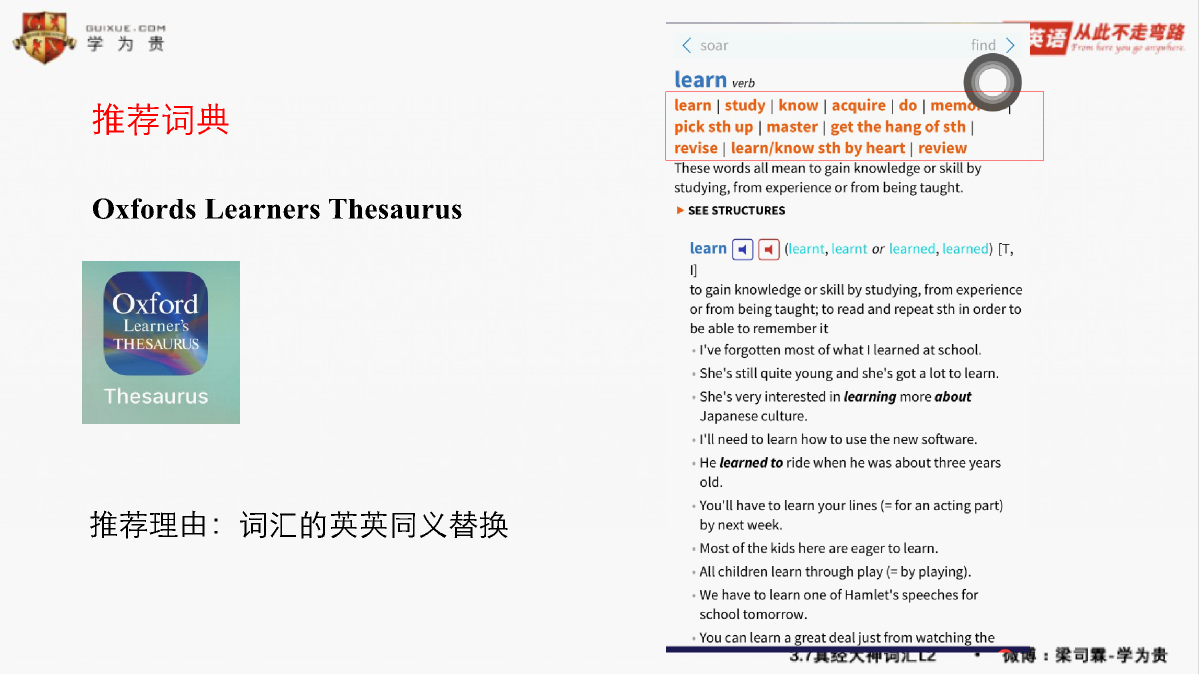 GUIXUE.COM
学为贵
推荐词典
Oxfords Learners Thesaurus
Oxford
Learner's
THESAURUS
Thesaurus
推荐理由：词汇的英英同义替换
soar
find
英语
从此不走弯路
From here you go anywhere.
learn verb
learn | study | know | acquire | do | |
pick sth up | master | get the hang of sth |
revise | learn/know sth by heart | review
These words all mean to gain knowledge or skill by
studying, from experience or from being taught.
SEE STRUCTURES
learn (learnt, learnt or learned, learned) [T,
I]
to gain knowledge or skill by studying, from experience
or from being taught; to read and repeat sth in order to
be able to remember it
• I've forgotten most of what I learned at school.
• She's still quite young and she's got a lot to learn.
• She's very interested in learning more about
Japanese culture.
• I'll need to learn how to use the new software.
• He learned to ride when he was about three years
old.
• You'll have to learn your lines (= for an acting part)
by next week.
• Most of the kids here are eager to learn.
• All children learn through play (= by playing).
• We have to learn one of Hamlet's speeches for
school tomorrow.
• You can learn a great deal just from watching the
3.7真经大神词汇L2 • 微博：梁司霖-学为贵